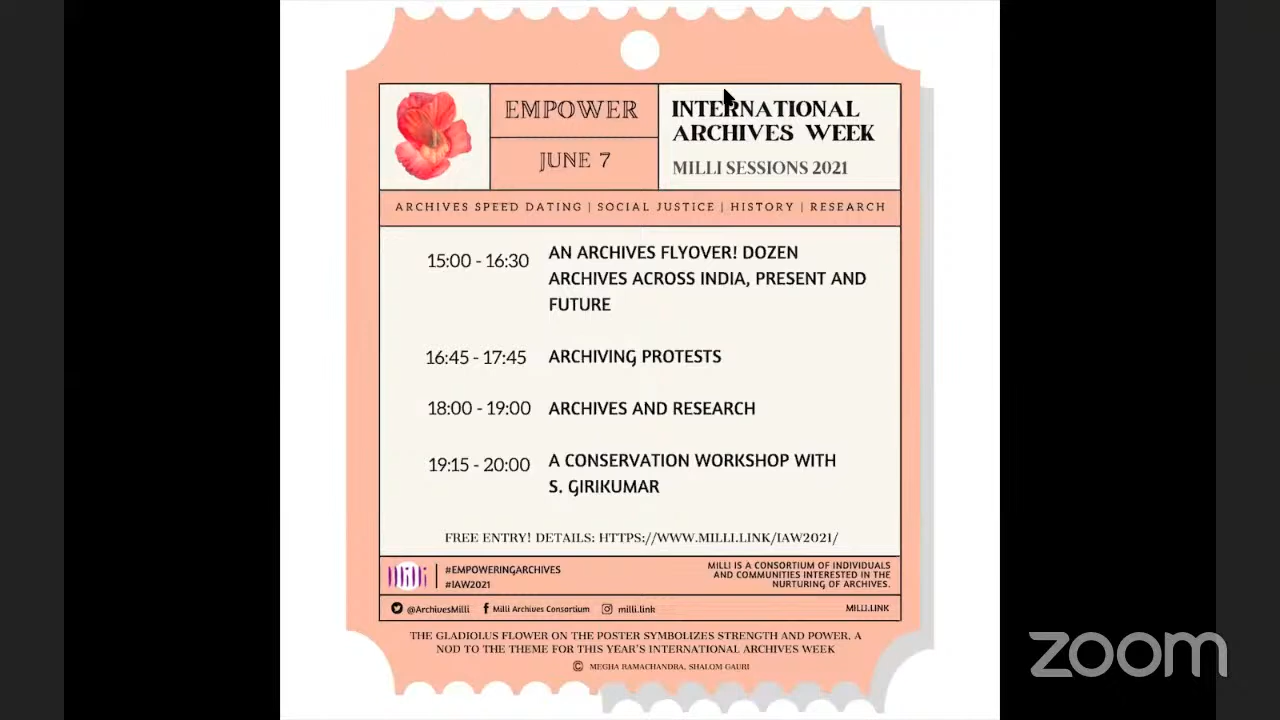 EMPOWER
JUNE 7
INTERNATIONAL
ARCHIVES WEEK
MILLI SESSIONS 2021
ARCHIVES SPEED DATING | SOCIAL JUSTICE | HISTORY | RESEARCH
15:00 - 16:30 AN ARCHIVES FLYOVER! DOZEN
ARCHIVES ACROSS INDIA, PRESENT AND
FUTURE
16:45 - 17:45 ARCHIVING PROTESTS
18:00 - 19:00 ARCHIVES AND RESEARCH
19:15 - 20:00 A CONSERVATION WORKSHOP WITH
S. GIRIKUMAR
FREE ENTRY! DETAILS: HTTPS://WWW.MILLI.LINK/IAW2021/
milli
#EMPOWERINGARCHIVES
#IAW2021
MILLI IS A CONSORTIUM OF INDIVIDUALS
AND COMMUNITIES INTERESTED IN THE
NURTURING OF ARCHIVES.
@ArchivesMilli f Milli Archives Consortium milli.link MILLI.LINK
THE GLADIOLUS FLOWER ON THE POSTER SYMBOLIZES STRENGTH AND POWER, A
NOD TO THE THEME FOR THIS YEAR'S INTERNATIONAL ARCHIVES WEEK
© MEGHA RAMACHANDRA, SHALOM GAURI
zoom